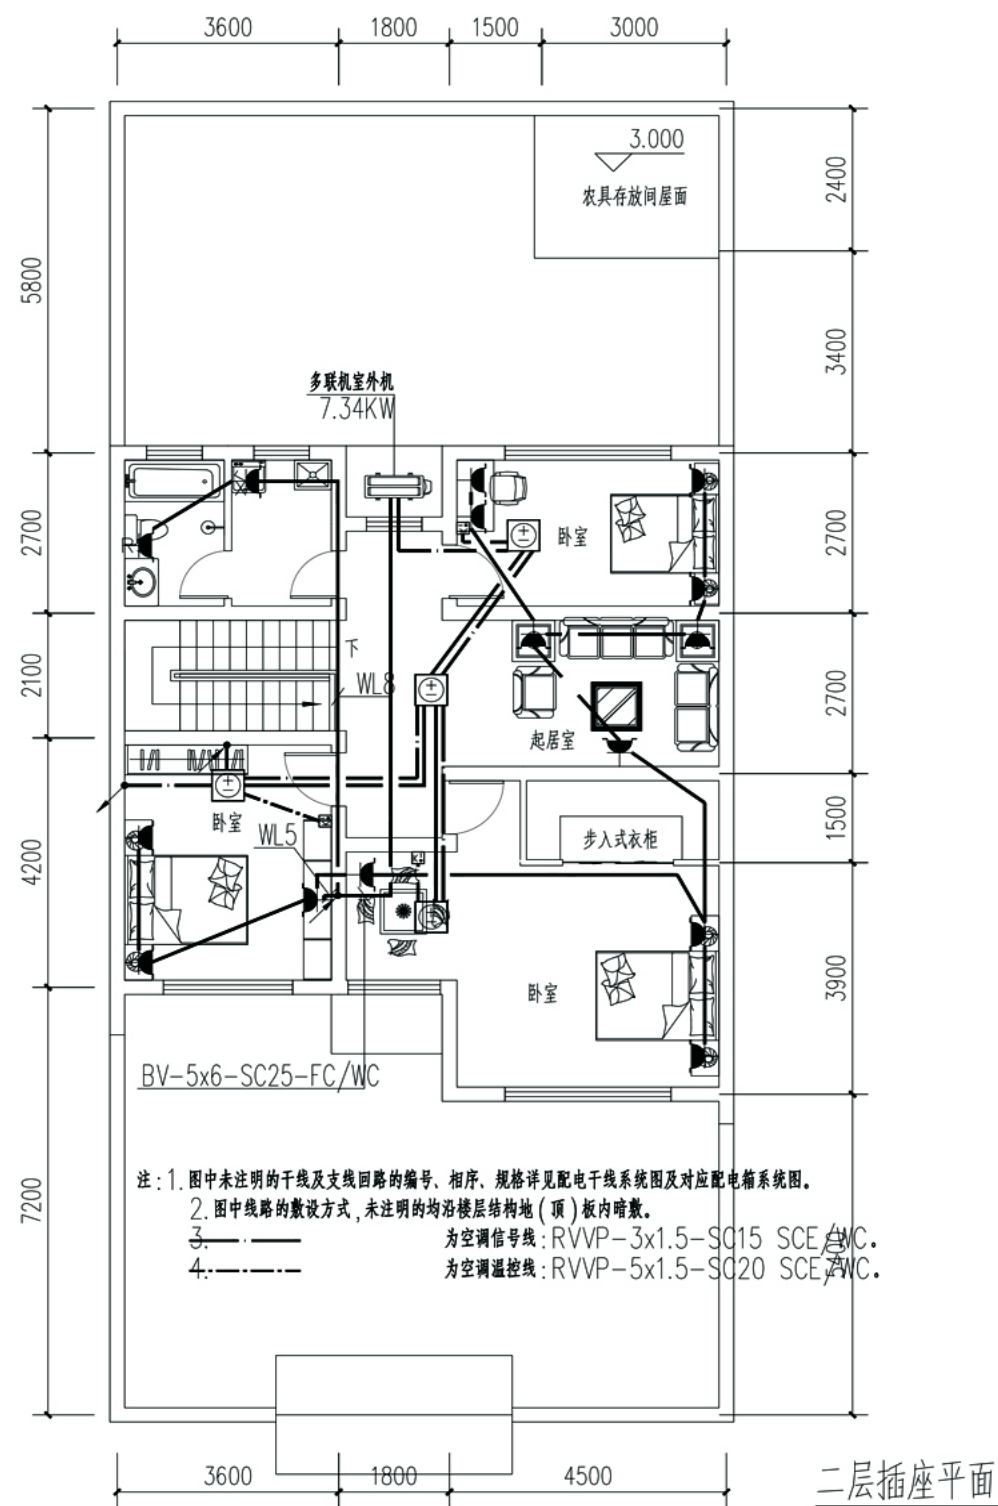 3600 1800 1500 3000
3.000
农具存放间屋面
2400
5800
3400
多联机室外机
7.34KW
2700
卧室
2700
下
2100
WL8
2700
起居室
卧室
WL5
步入式衣柜
1500
4200
卧室
3900
BV-5x6-SC25-FC/WC
注:1.图中未注明的干线及支线回路的编号、相序、规格详见配电干线系统图及对应配电箱系统图。
2.图中线路的敷设方式,未注明的均沿楼层结构地(顶)板内暗敷。
3. 为空调信号线:RVVP-3x1.5-SC15 SCE/WC。
4. 为空调温控线:RVVP-5x1.5-SC20 SCE/WC。
7200
3600 1800 4500
二层插座平面